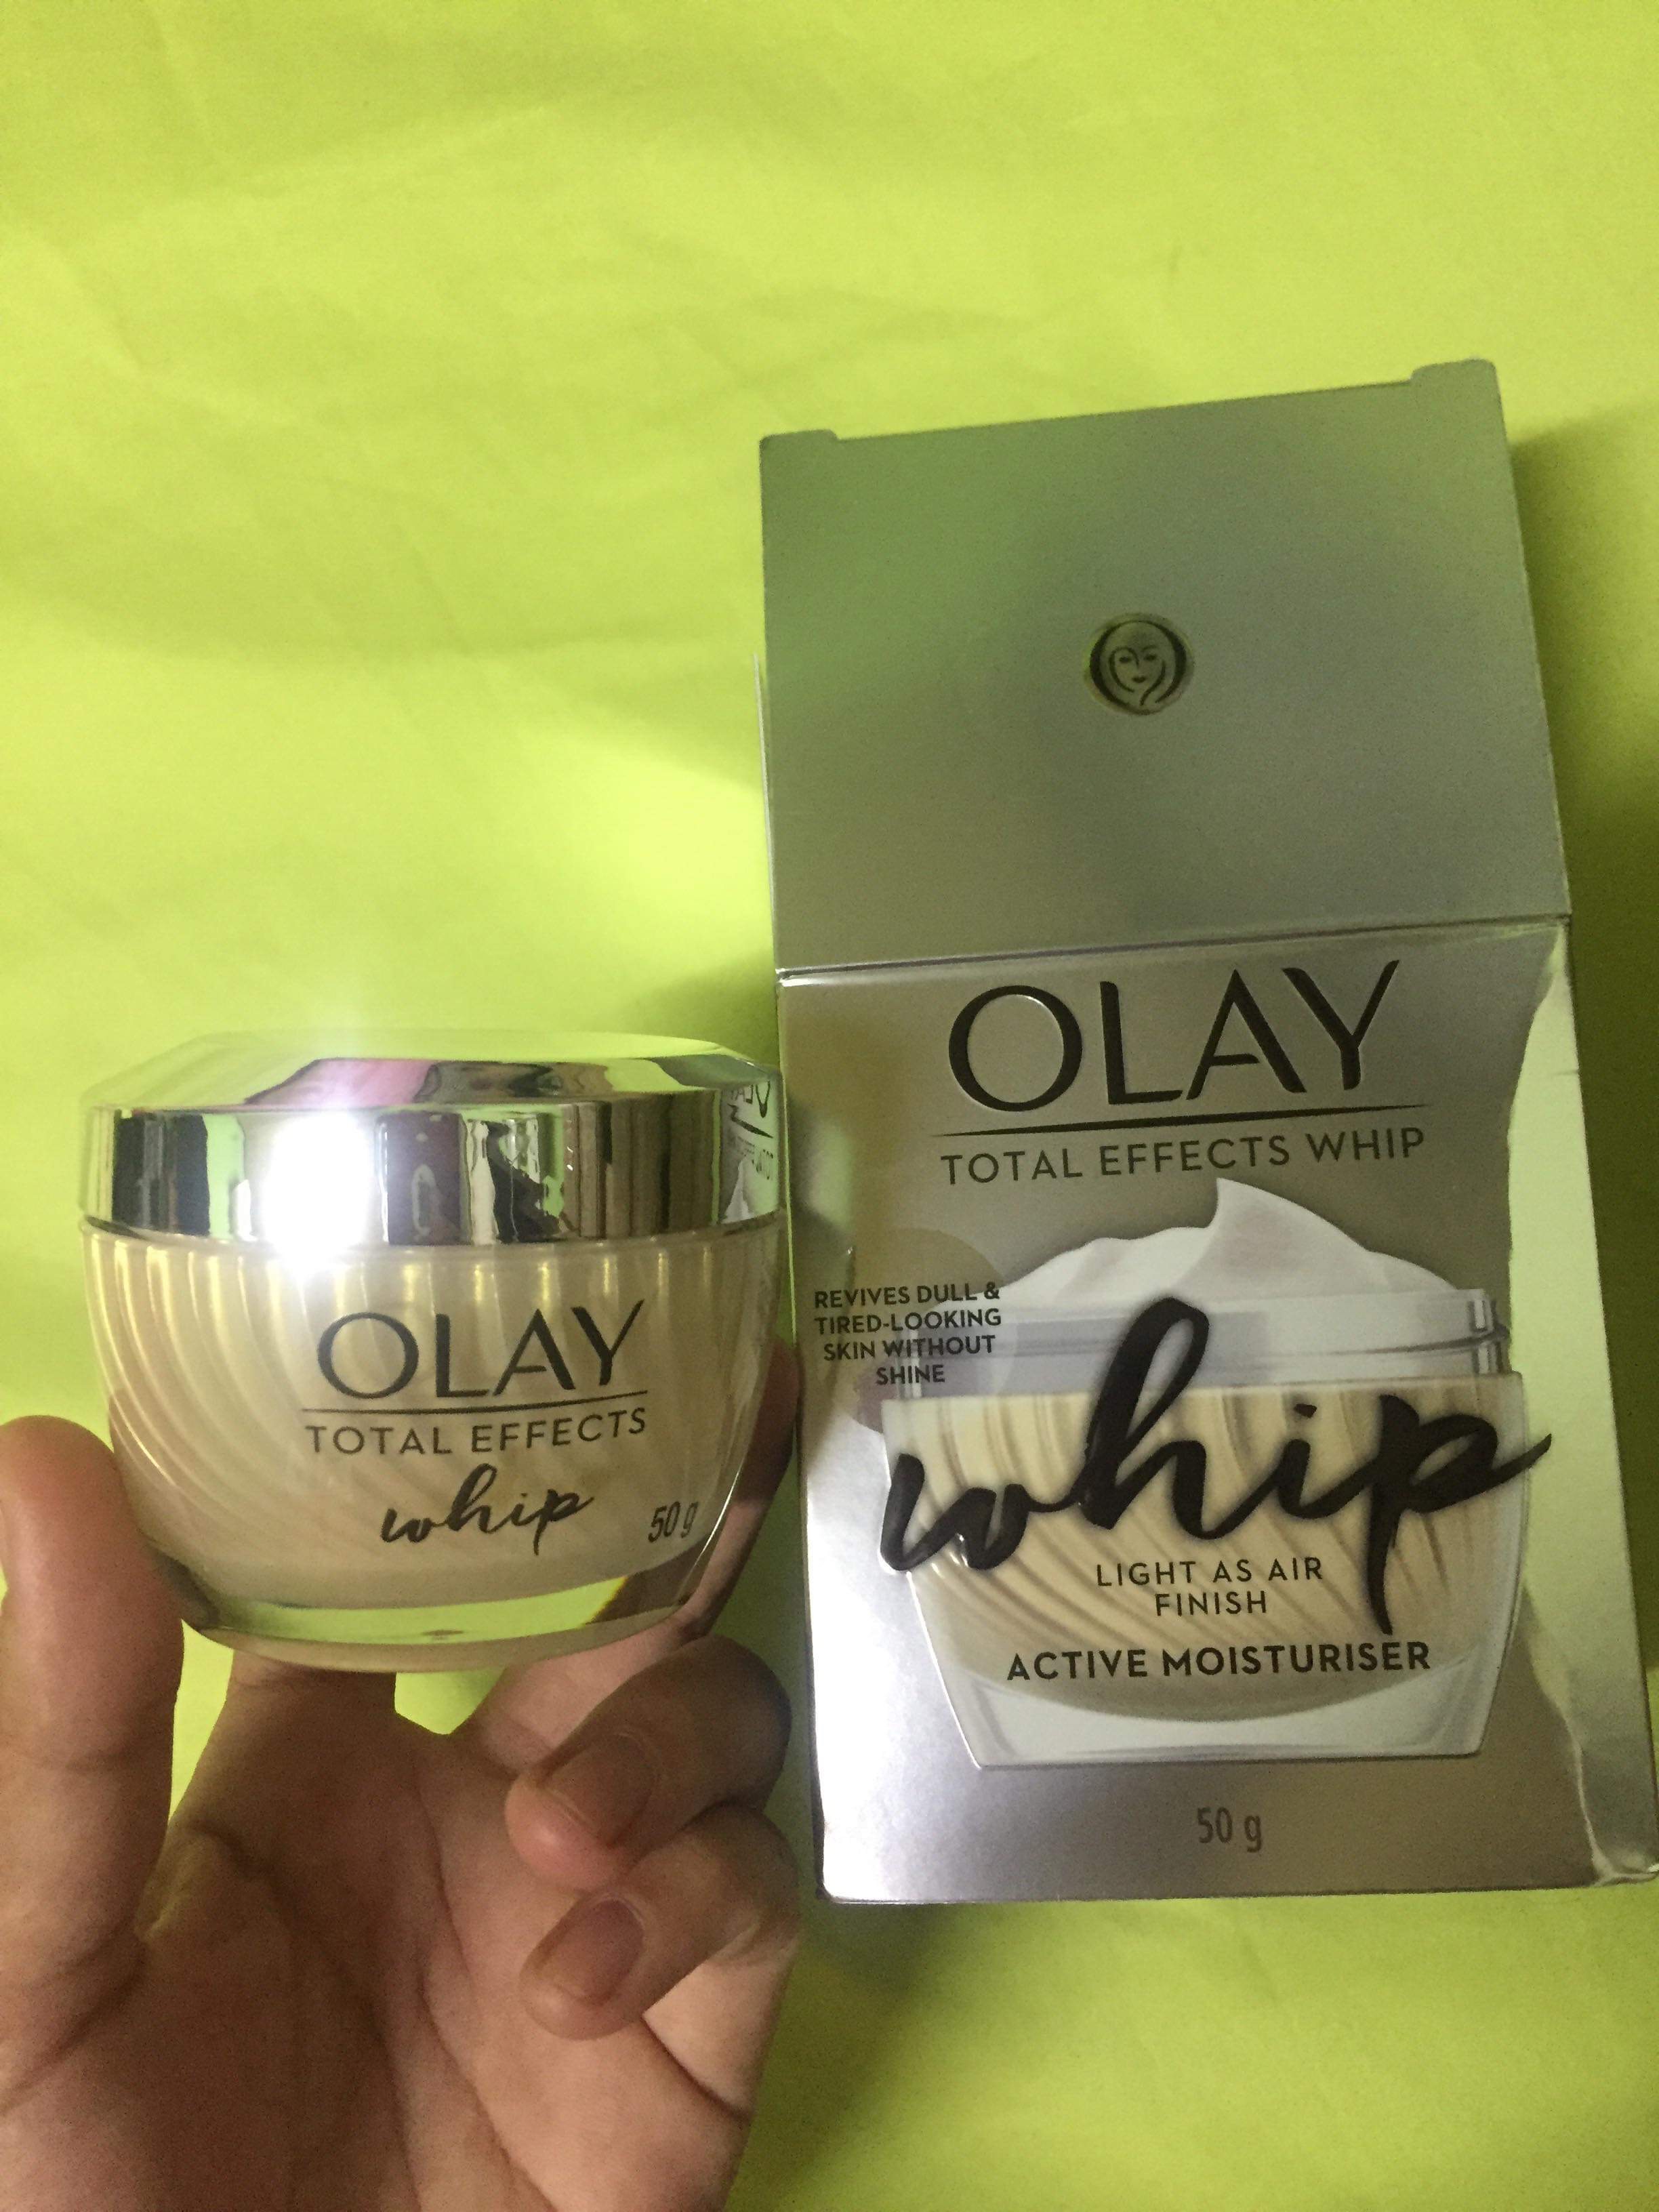 OLAY
TOTAL EFFECTS
whip
50 g
OLAY
TOTAL EFFECTS WHIP
REVIVES DULL &
TIRED-LOOKING
SKIN WITHOUT
SHINE
whip
LIGHT AS AIR
FINISH
ACTIVE MOISTURISER
50 g